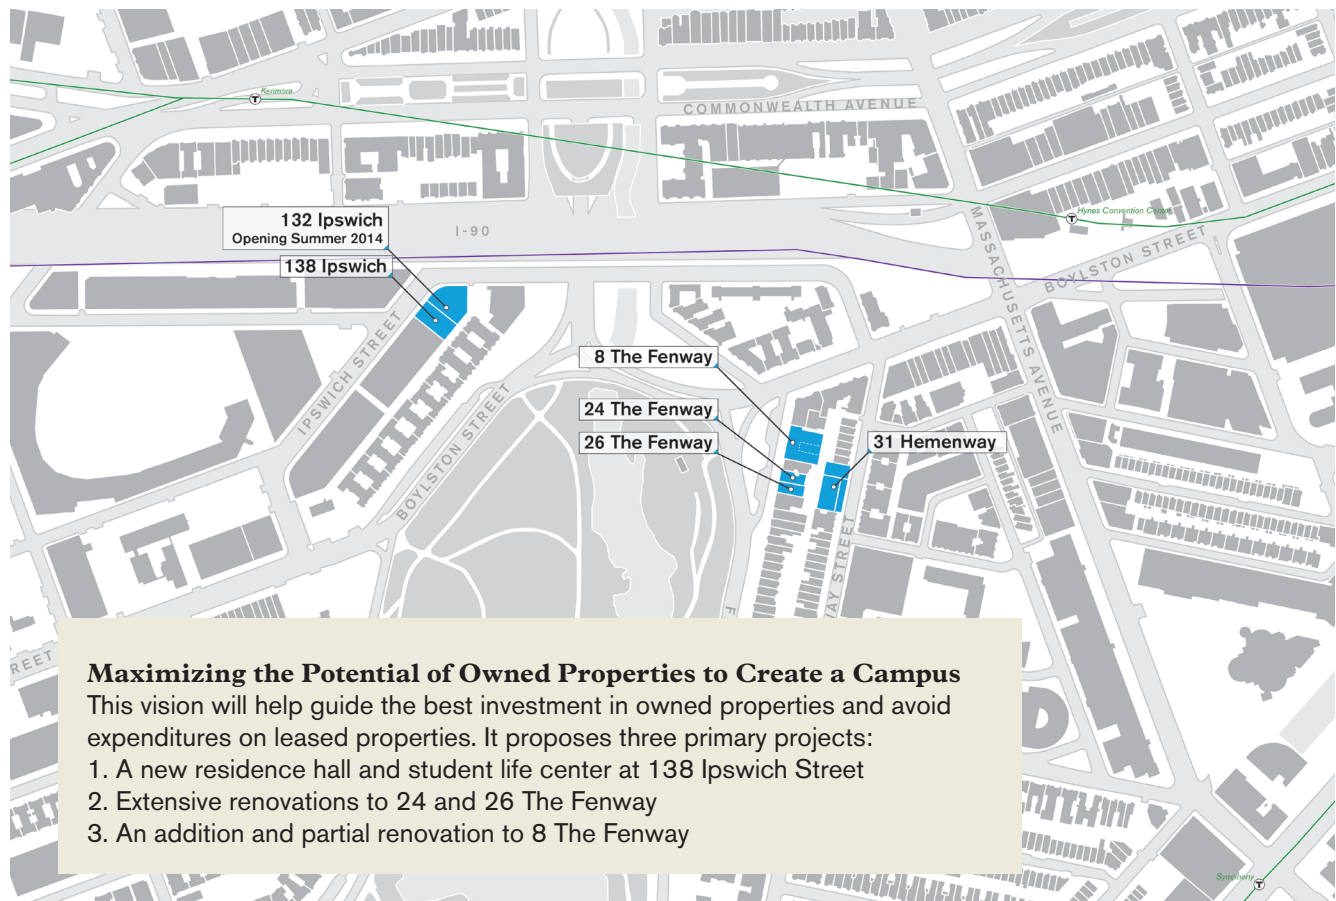 Kenmore
COMMONWEALTH AVENUE
132 Ipswich
Opening Summer 2014
I-90
Hynes Convention Center
MASSACHUSETTS AVENUE
BOYLSTON STREET
138 Ipswich
IPSWICH STREET
8 The Fenway
24 The Fenway
26 The Fenway
31 Hemenway
BOYLSTON STREET
WAY STREET
F
REET
Maximizing the Potential of Owned Properties to Create a Campus
This vision will help guide the best investment in owned properties and avoid
expenditures on leased properties. It proposes three primary projects:
1. A new residence hall and student life center at 138 Ipswich Street
2. Extensive renovations to 24 and 26 The Fenway
3. An addition and partial renovation to 8 The Fenway
Symphony
T
T
T